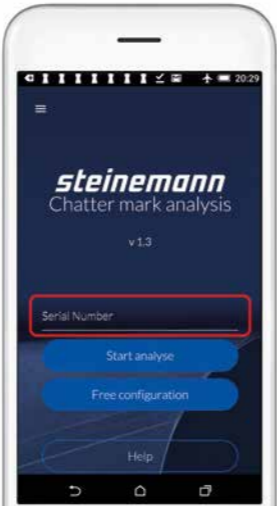 20:29
steinemann
Chatter mark analysis
v 1.3
Serial Number
Start analyse
Free configuration
Help